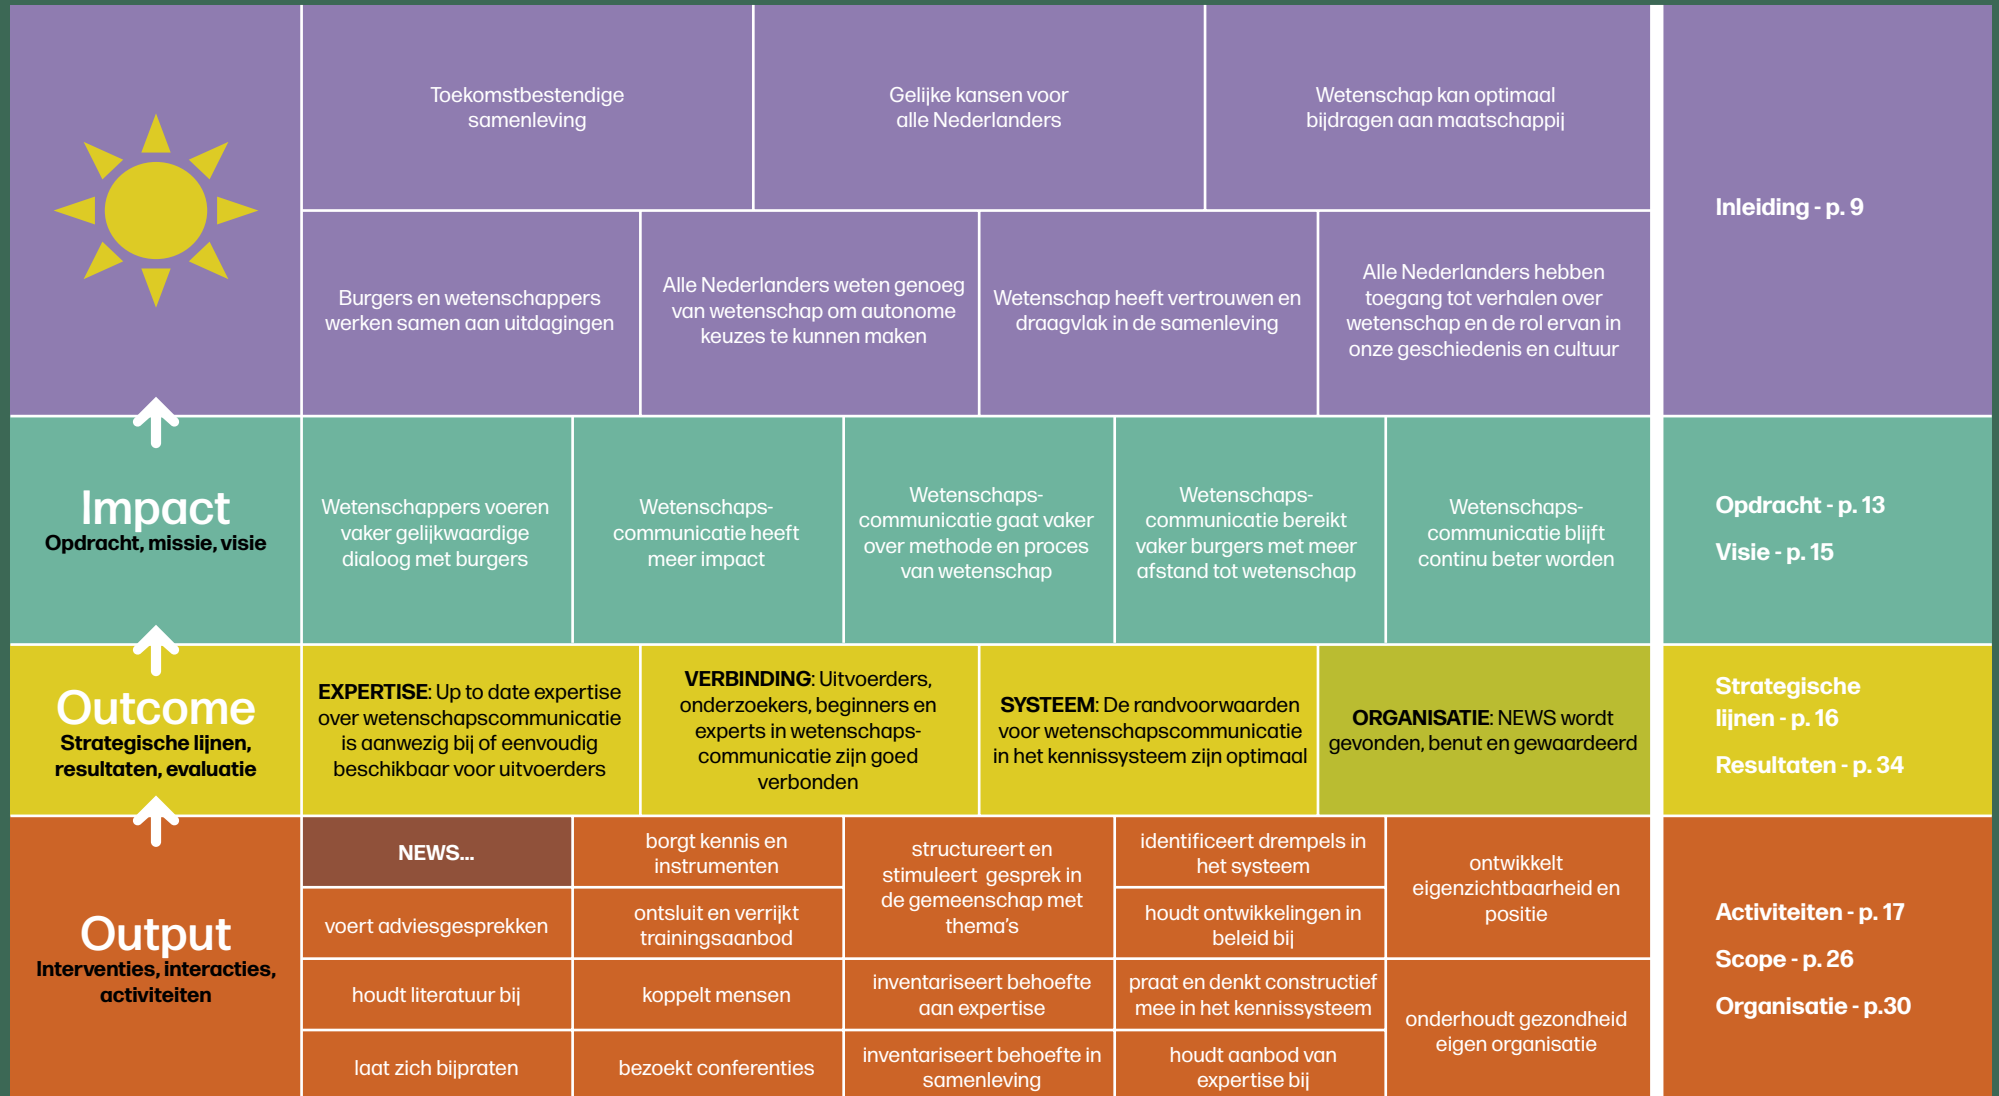 Toekomstbestendige
samenleving
Gelijke kansen voor
alle Nederlanders
Wetenschap kan optimaal
bijdragen aan maatschappij
Burgers en wetenschappers
werken samen aan uitdagingen
Alle Nederlanders weten genoeg
van wetenschap om autonome
keuzes te kunnen maken
Wetenschap heeft vertrouwen en
draagvlak in de samenleving
Alle Nederlanders hebben
toegang tot verhalen over
wetenschap en de rol ervan in
onze geschiedenis en cultuur
Inleiding - p. 9
Impact
Opdracht, missie, visie
Wetenschappers voeren
vaker gelijkwaardige
dialoog met burgers
Wetenschaps-
communicatie heeft
meer impact
Wetenschaps-
communicatie gaat vaker
over methode en proces
van wetenschap
Wetenschaps-
communicatie bereikt
vaker burgers met meer
afstand tot wetenschap
Wetenschaps-
communicatie blijft
continu beter worden
Opdracht - p. 13
Visie - p. 15
Outcome
Strategische lijnen,
resultaten, evaluatie
EXPERTISE: Up to date expertise
over wetenschapscommunicatie
is aanwezig bij of eenvoudig
beschikbaar voor uitvoerders
VERBINDING: Uitvoerders,
onderzoekers, beginners en
experts in wetenschaps-
communicatie zijn goed
verbonden
SYSTEEM: De randvoorwaarden
voor wetenschapscommunicatie
in het kennissysteem zijn optimaal
ORGANISATIE: NEWS wordt
gevonden, benut en gewaardeerd
Strategische
lijnen - p. 16
Resultaten - p. 34
Output
Interventies, interacties,
activiteiten
NEWS...
voert adviesgesprekken
houdt literatuur bij
laat zich bijpraten
borgt kennis en
instrumenten
ontsluit en verrijkt
trainingsaanbod
koppelt mensen
bezoekt conferenties
structureert en
stimuleert  gesprek in
de gemeenschap met
thema's
inventariseert behoefte
aan expertise
inventariseert behoefte in
samenleving
identificeert drempels in
het systeem
houdt ontwikkelingen in
beleid bij
praat en denkt constructief
mee in het kennissysteem
houdt aanbod van
expertise bij
ontwikkelt
eigenzichtbaarheid en
positie
onderhoudt gezondheid
eigen organisatie
Activiteiten - p. 17
Scope - p. 26
Organisatie - p.30